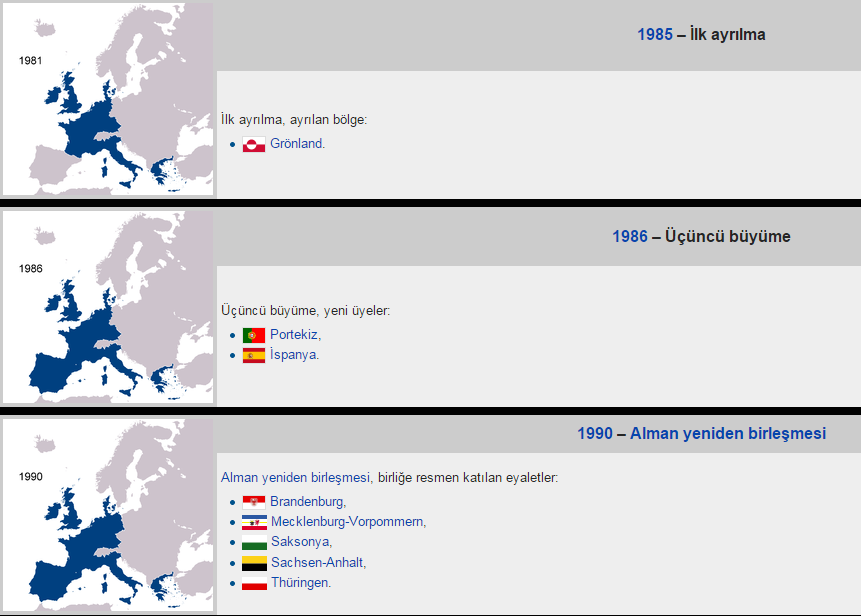 1981
1985 – İlk ayrılma
İlk ayrılma, ayrılan bölge:
Grönland.
1986
1986 – Üçüncü büyüme
Üçüncü büyüme, yeni üyeler:
Portekiz,
İspanya.
1990
1990 – Alman yeniden birleşmesi
Alman yeniden birleşmesi, birliğe resmen katılan eyaletler:
Brandenburg,
Mecklenburg-Vorpommern,
Saksonya,
Sachsen-Anhalt,
Thüringen.